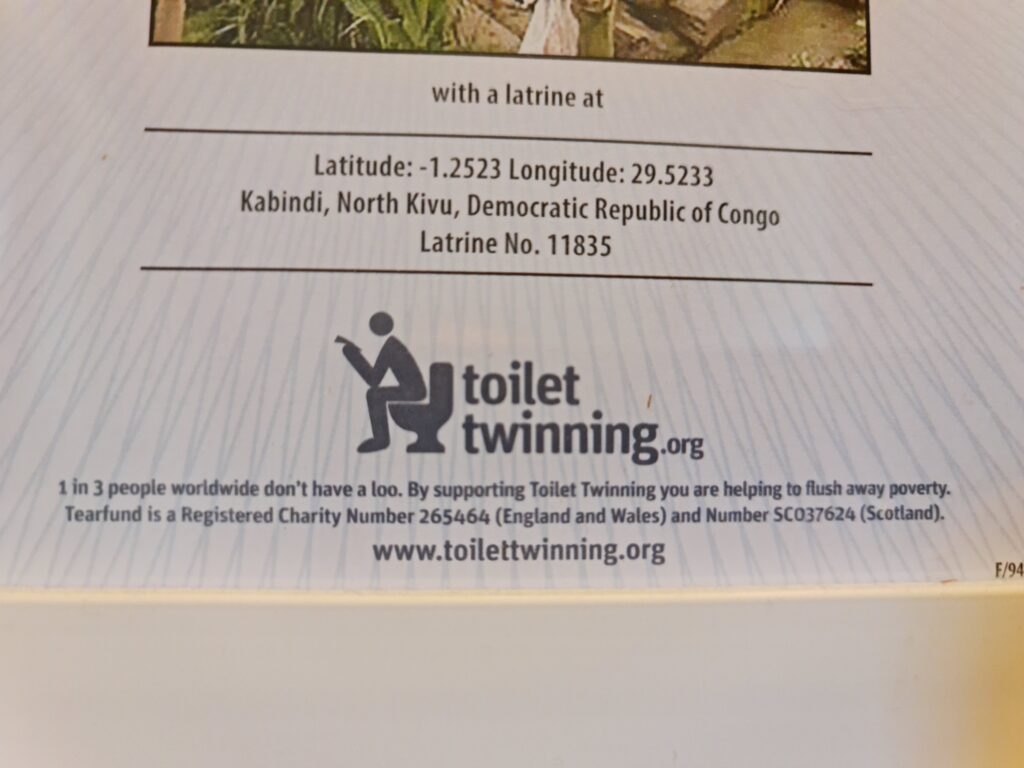 with a latrine at
Latitude: -1.2523 Longitude: 29.5233
Kabindi, North Kivu, Democratic Republic of Congo
Latrine No. 11835
toilet
twinning.org
1 in 3 people worldwide don't have a loo. By supporting Toilet Twinning you are helping to flush away poverty.
Tearfund is a Registered Charity Number 265464 (England and Wales) and Number SC037624 (Scotland).
www.toilettwinning.org
F/94